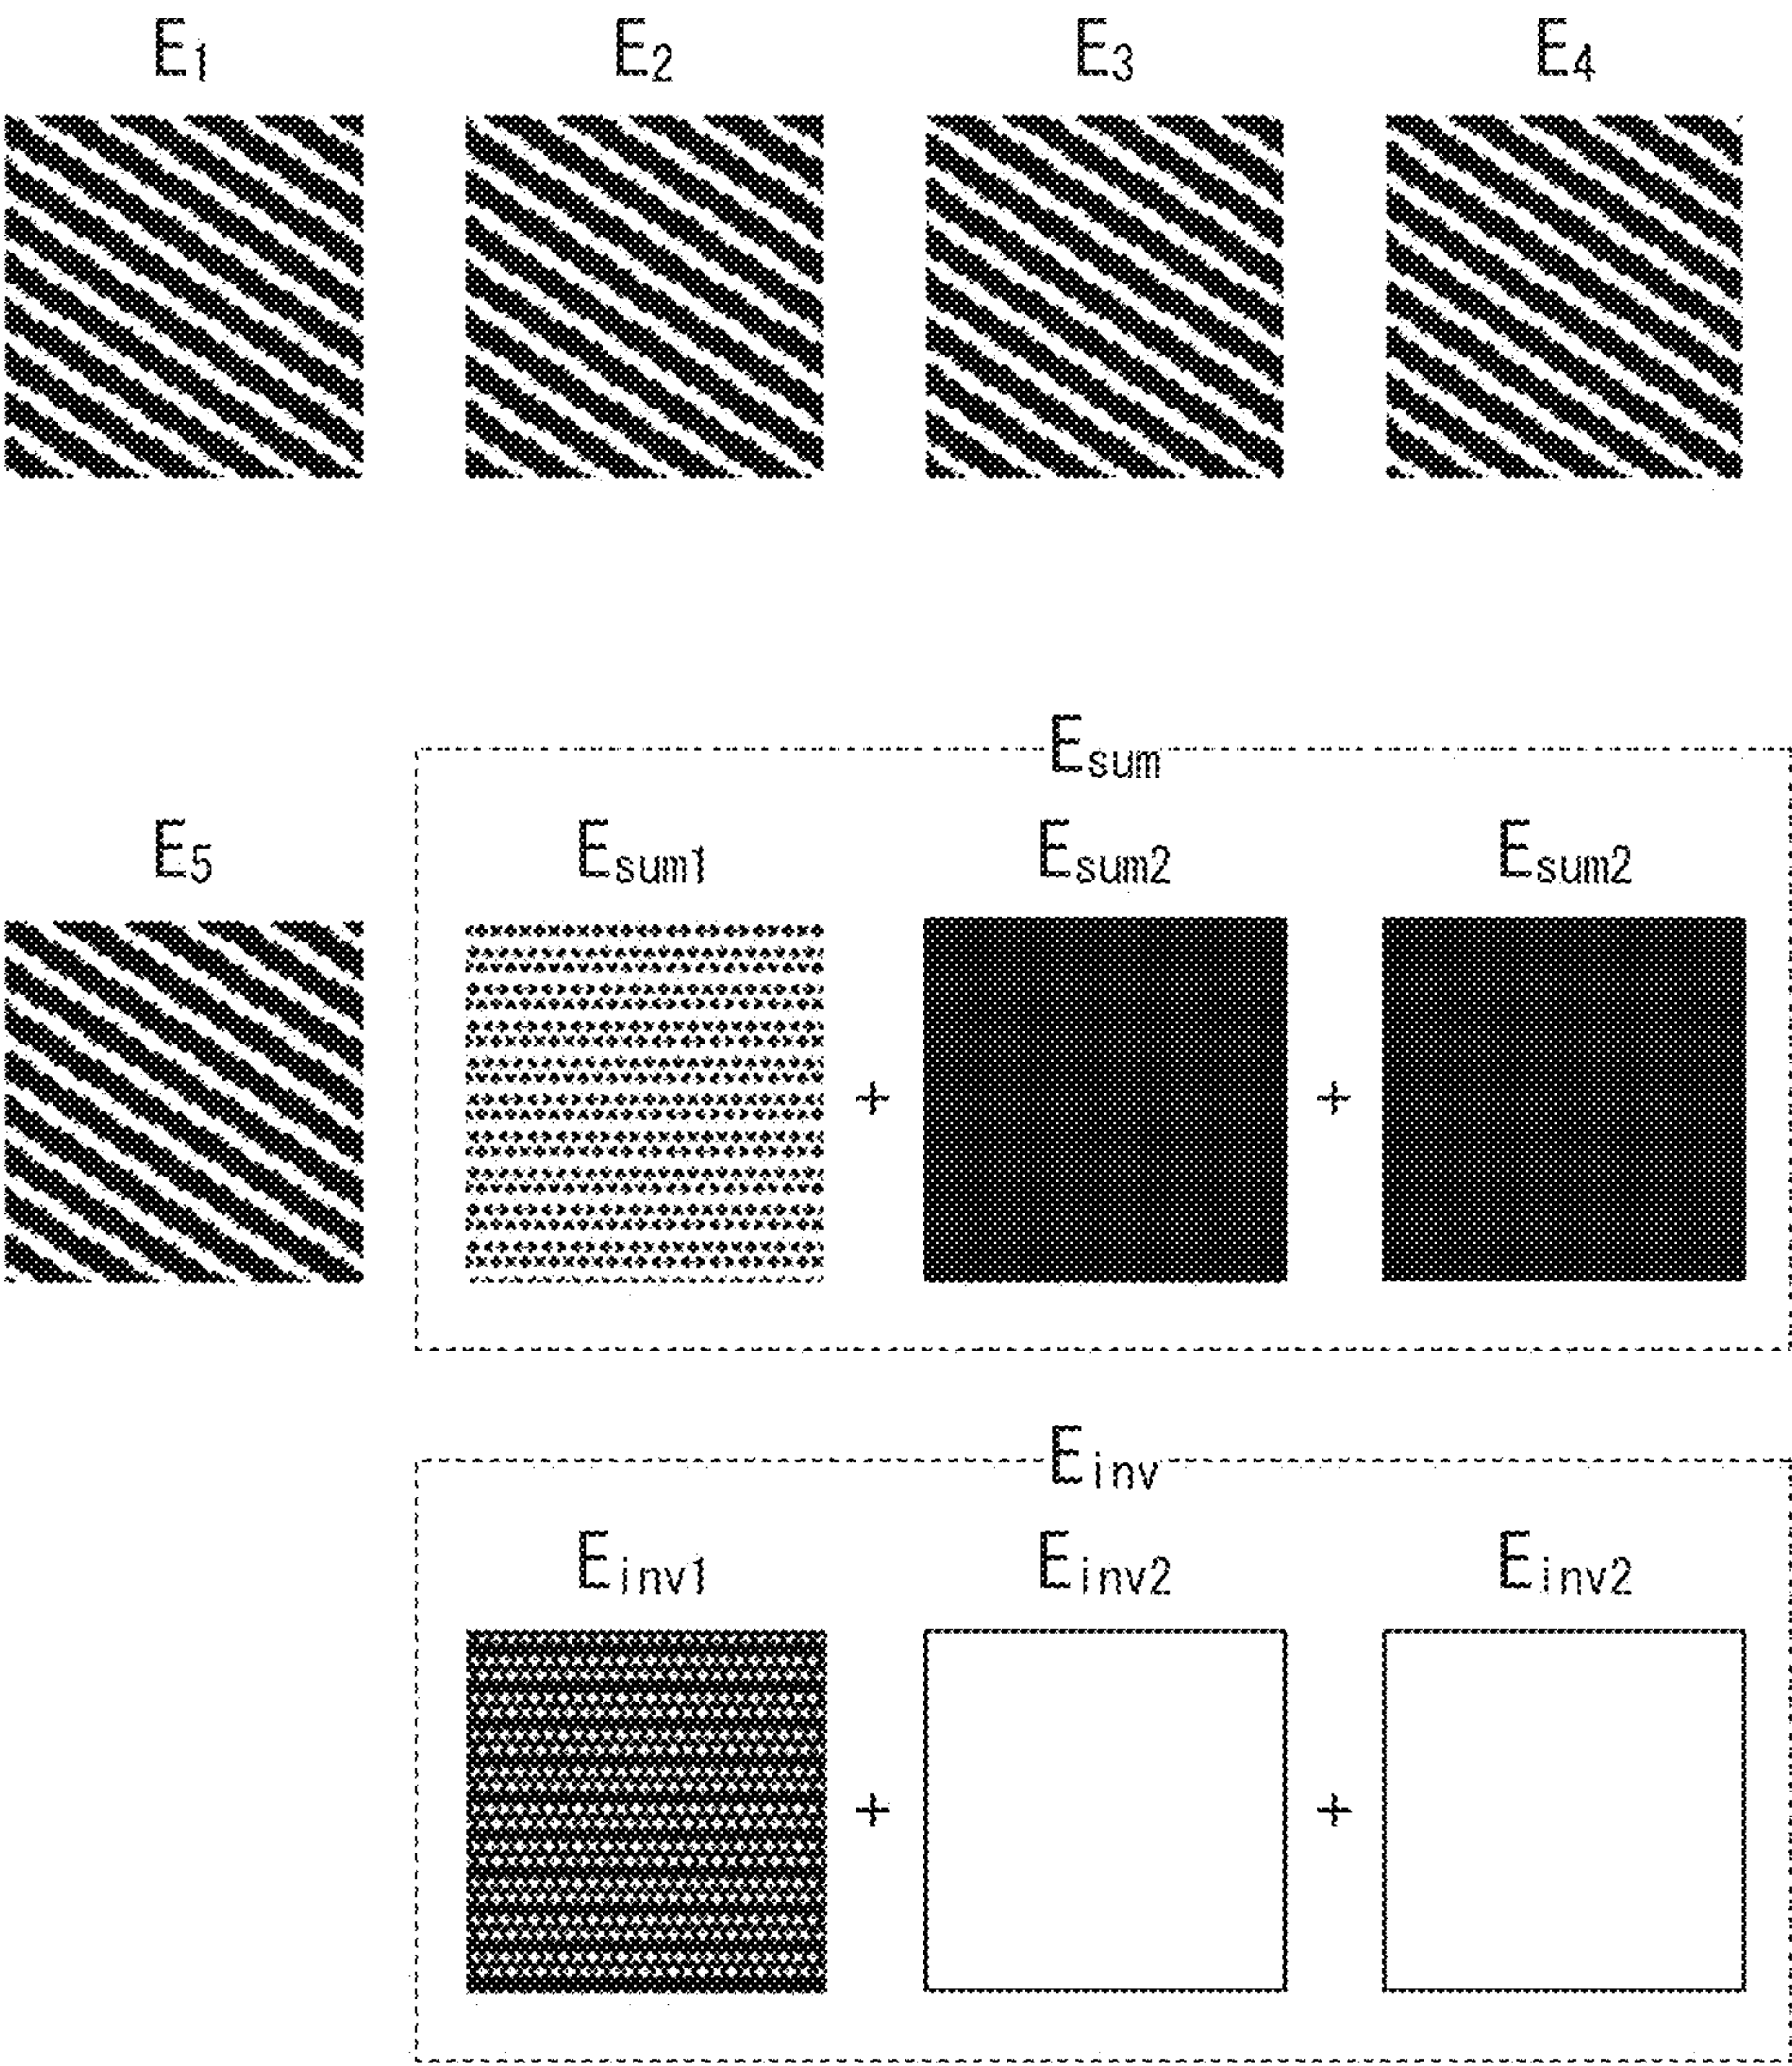 E1 E2 E3 E4
Esum
E5 Esum1 Esum2 Esum2
+ +
Einv
Einv1 Einv2 Einv2
+ +